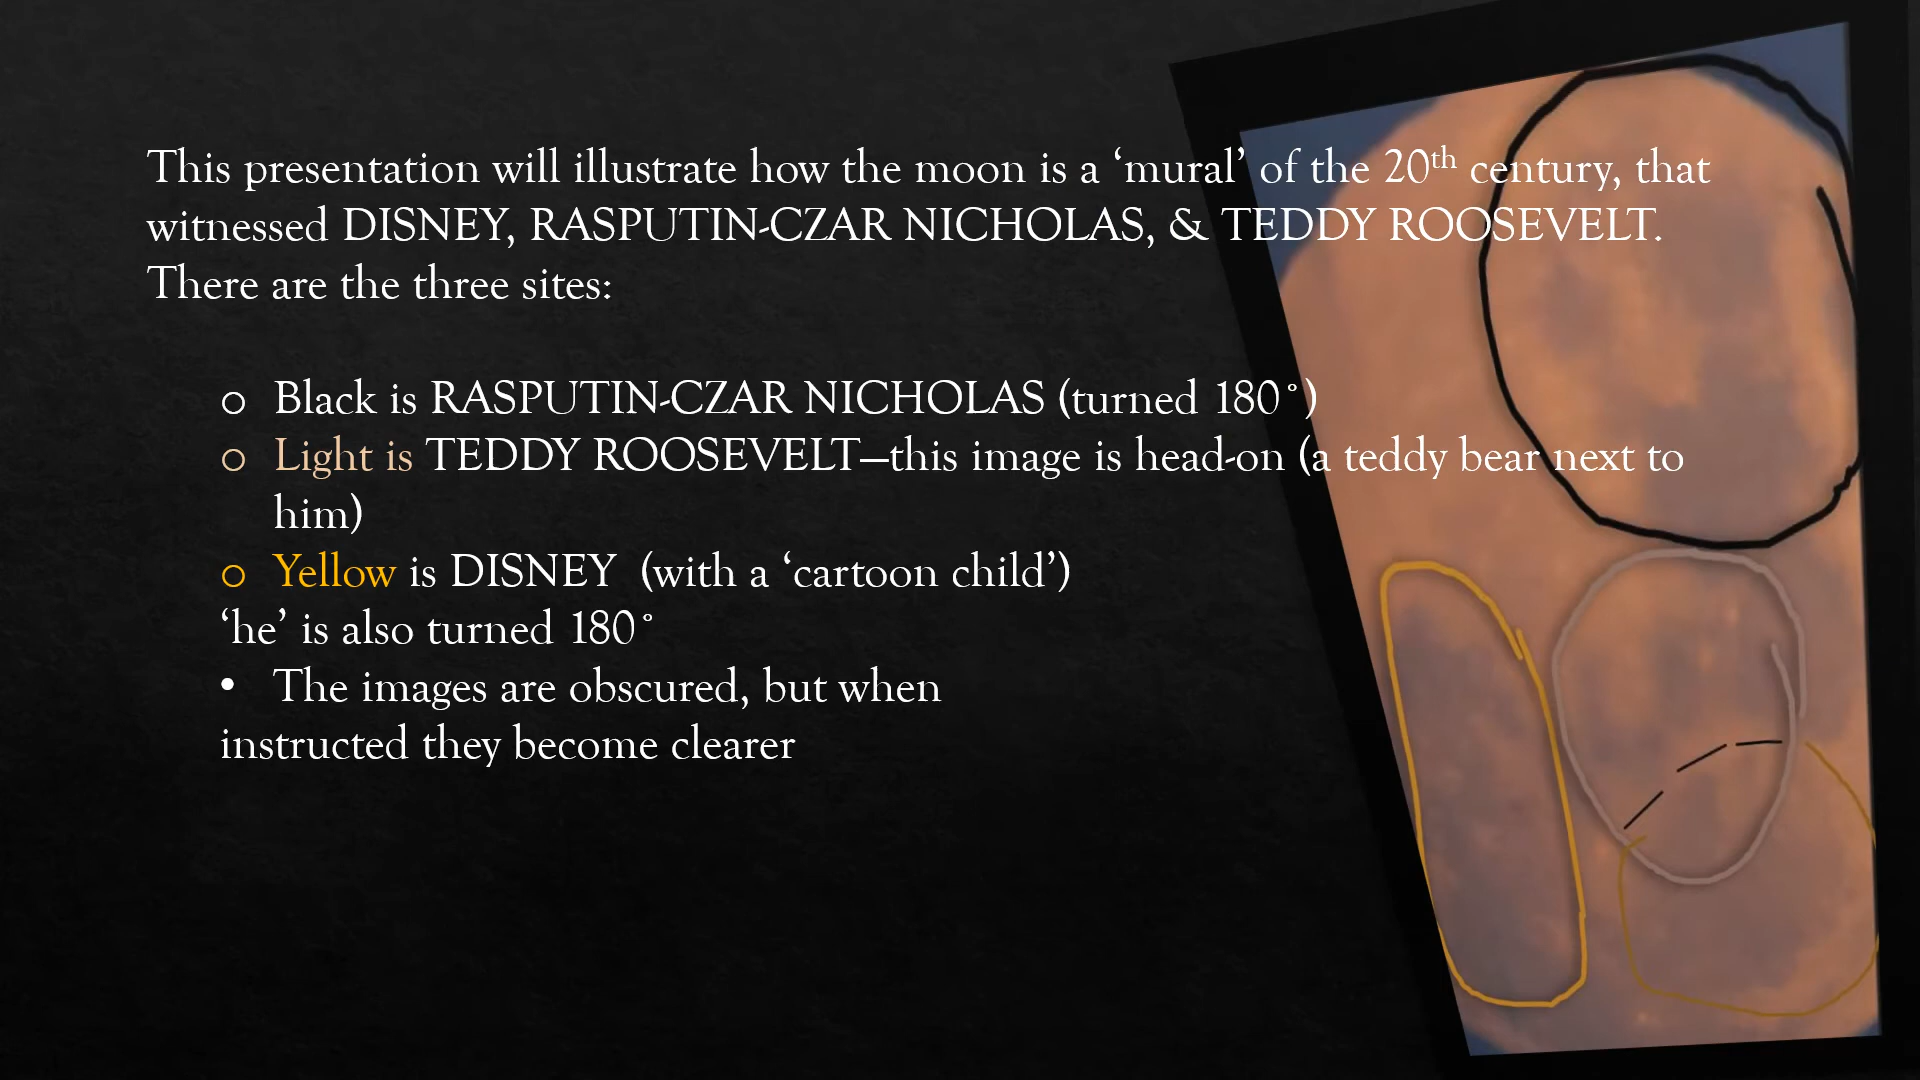 This presentation will illustrate how the moon is a ‘mural’ of the 20th century, that
witnessed DISNEY, RASPUTIN-CZAR NICHOLAS, & TEDDY ROOSEVELT.
There are the three sites:
o Black is RASPUTIN-CZAR NICHOLAS (turned 180°)
o Light is TEDDY ROOSEVELT—this image is head-on (a teddy bear next to
him)
o Yellow is DISNEY (with a ‘cartoon child’)
‘he’ is also turned 180°
• The images are obscured, but when
instructed they become clearer